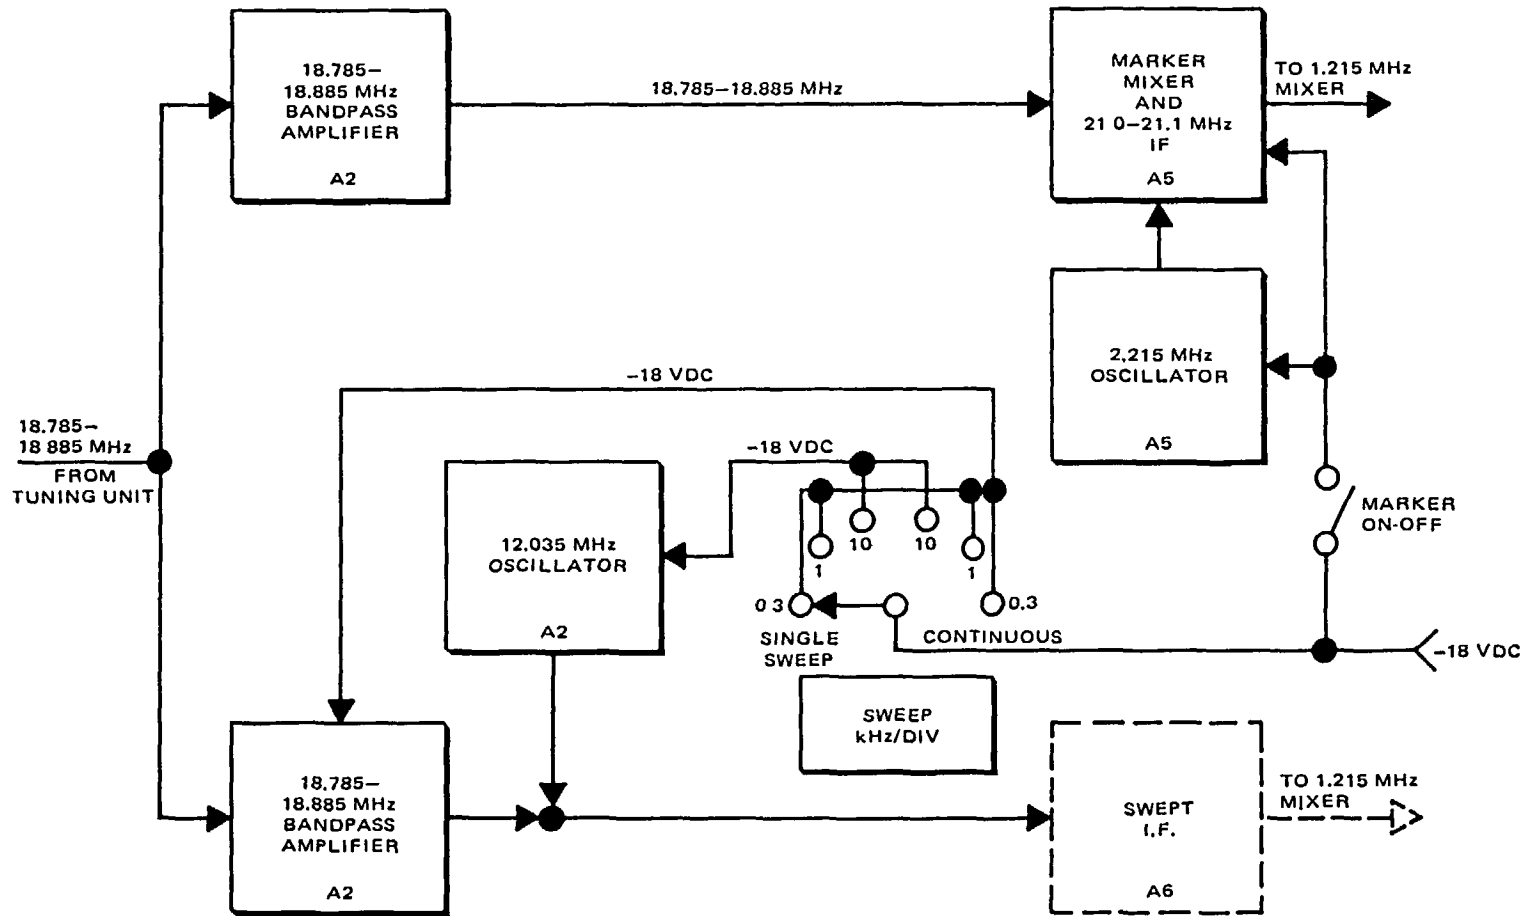 18.785–
18.885 MHz
BANDPASS
AMPLIFIER
A2
18.785–18.885 MHz
MARKER
MIXER
AND
21 0–21.1 MHz
IF
A5
TO 1.215 MHz
MIXER
2,215 MHz
OSCILLATOR
A5
–18 VDC
18.785–
18 885 MHz
FROM
TUNING UNIT
–18 VDC
12.035 MHz
OSCILLATOR
A2
10
10
1
1
0 3
0.3
SINGLE
SWEEP
CONTINUOUS
MARKER
ON-OFF
–18 VDC
SWEEP
kHz/DIV
18.785–
18.885 MHz
BANDPASS
AMPLIFIER
A2
SWEPT
I.F.
A6
TO 1.215 MHz
MIXER